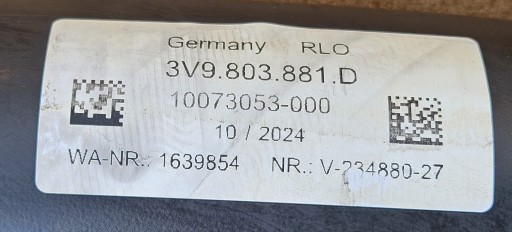 Germany RLO
3V9.803.881.D
10073053-000
10 / 2024
WA-NR.: 1639854 NR.: V-234880-27